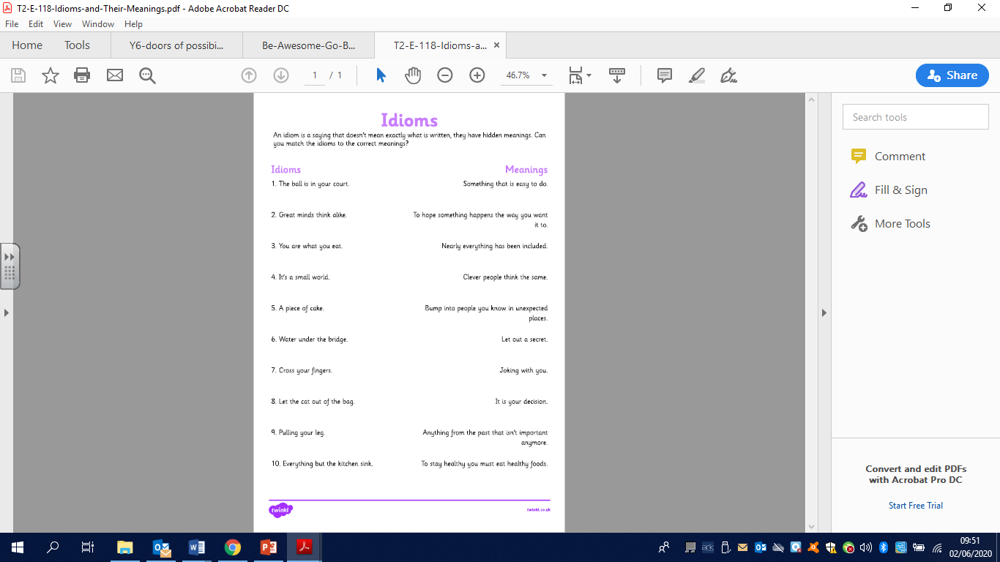 T2-E-118-Idioms-and-Their-Meanings.pdf - Adobe Acrobat Reader DC
File Edit View Window Help
Home Tools Y6-doors of possibi... Be-Awesome-Go-B... T2-E-118-Idioms-a...
1 / 1 46.7% Share
Idioms
An idiom is a saying that doesn't mean exactly what is written, they have hidden meanings. Can
you match the idioms to the correct meanings?
Idioms Meanings
1. The ball is in your court. Something that is easy to do.
2. Great minds think alike. To hope something happens the way you want
it to.
3. You are what you eat. Nearly everything has been included.
4. It's a small world. Clever people think the same.
5. A piece of cake. Bump into people you know in unexpected
places.
6. Water under the bridge. Let out a secret.
7. Cross your fingers. Joking with you.
8. Let the cat out of the bag. It is your decision.
9. Pulling your leg. Anything from the past that isn't important
anymore.
10. Everything but the kitchen sink. To stay healthy you must eat healthy foods.
twinkl twinkl.co.uk
Search tools
Comment
Fill & Sign
More Tools
Convert and edit PDFs
with Acrobat Pro DC
Start Free Trial
ark
09:51
02/06/2020